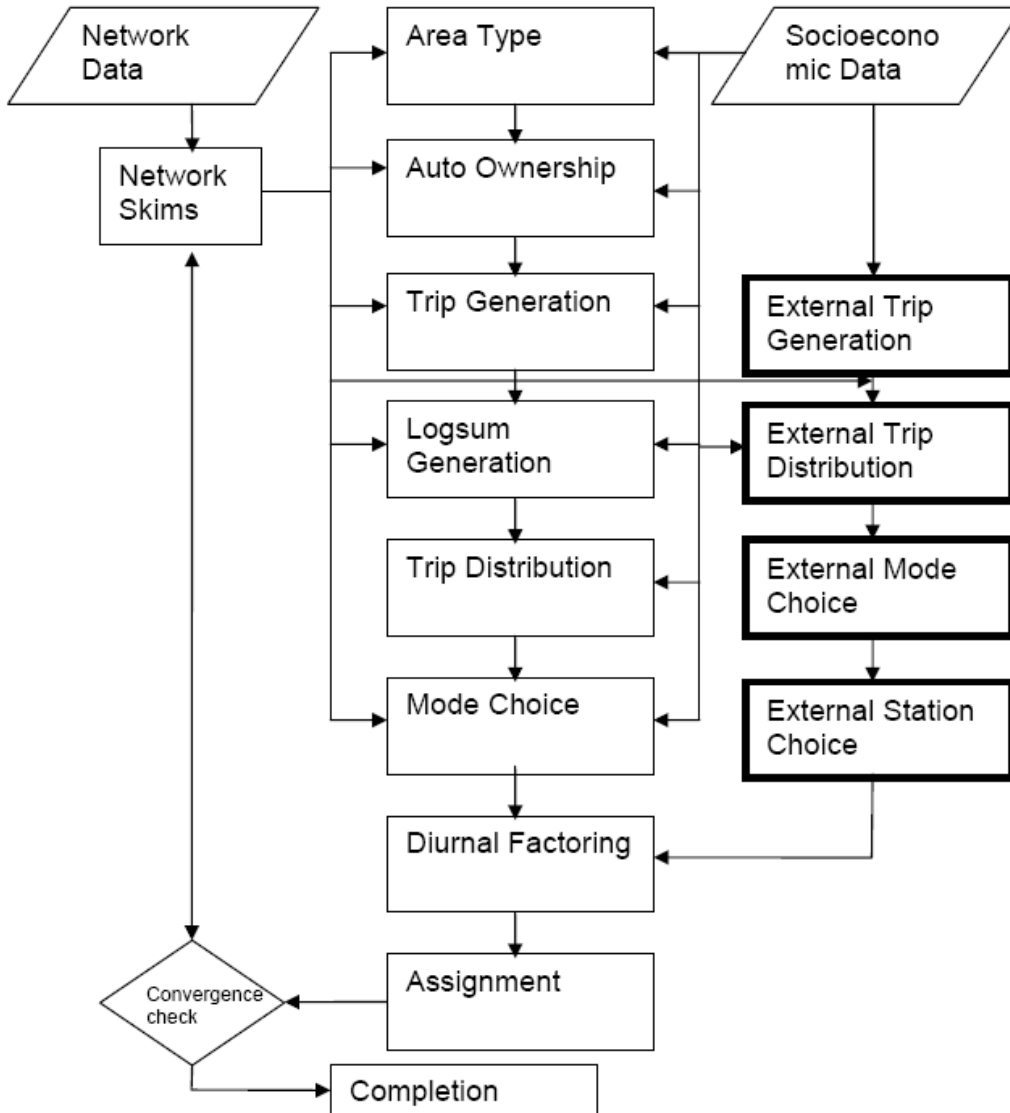 Network
Data
Area Type
Socioecono
mic Data
Network
Skims
Auto Ownership
Trip Generation
External Trip
Generation
Logsum
Generation
External Trip
Distribution
Trip Distribution
External Mode
Choice
Mode Choice
External Station
Choice
Diurnal Factoring
Assignment
Convergence
check
Completion